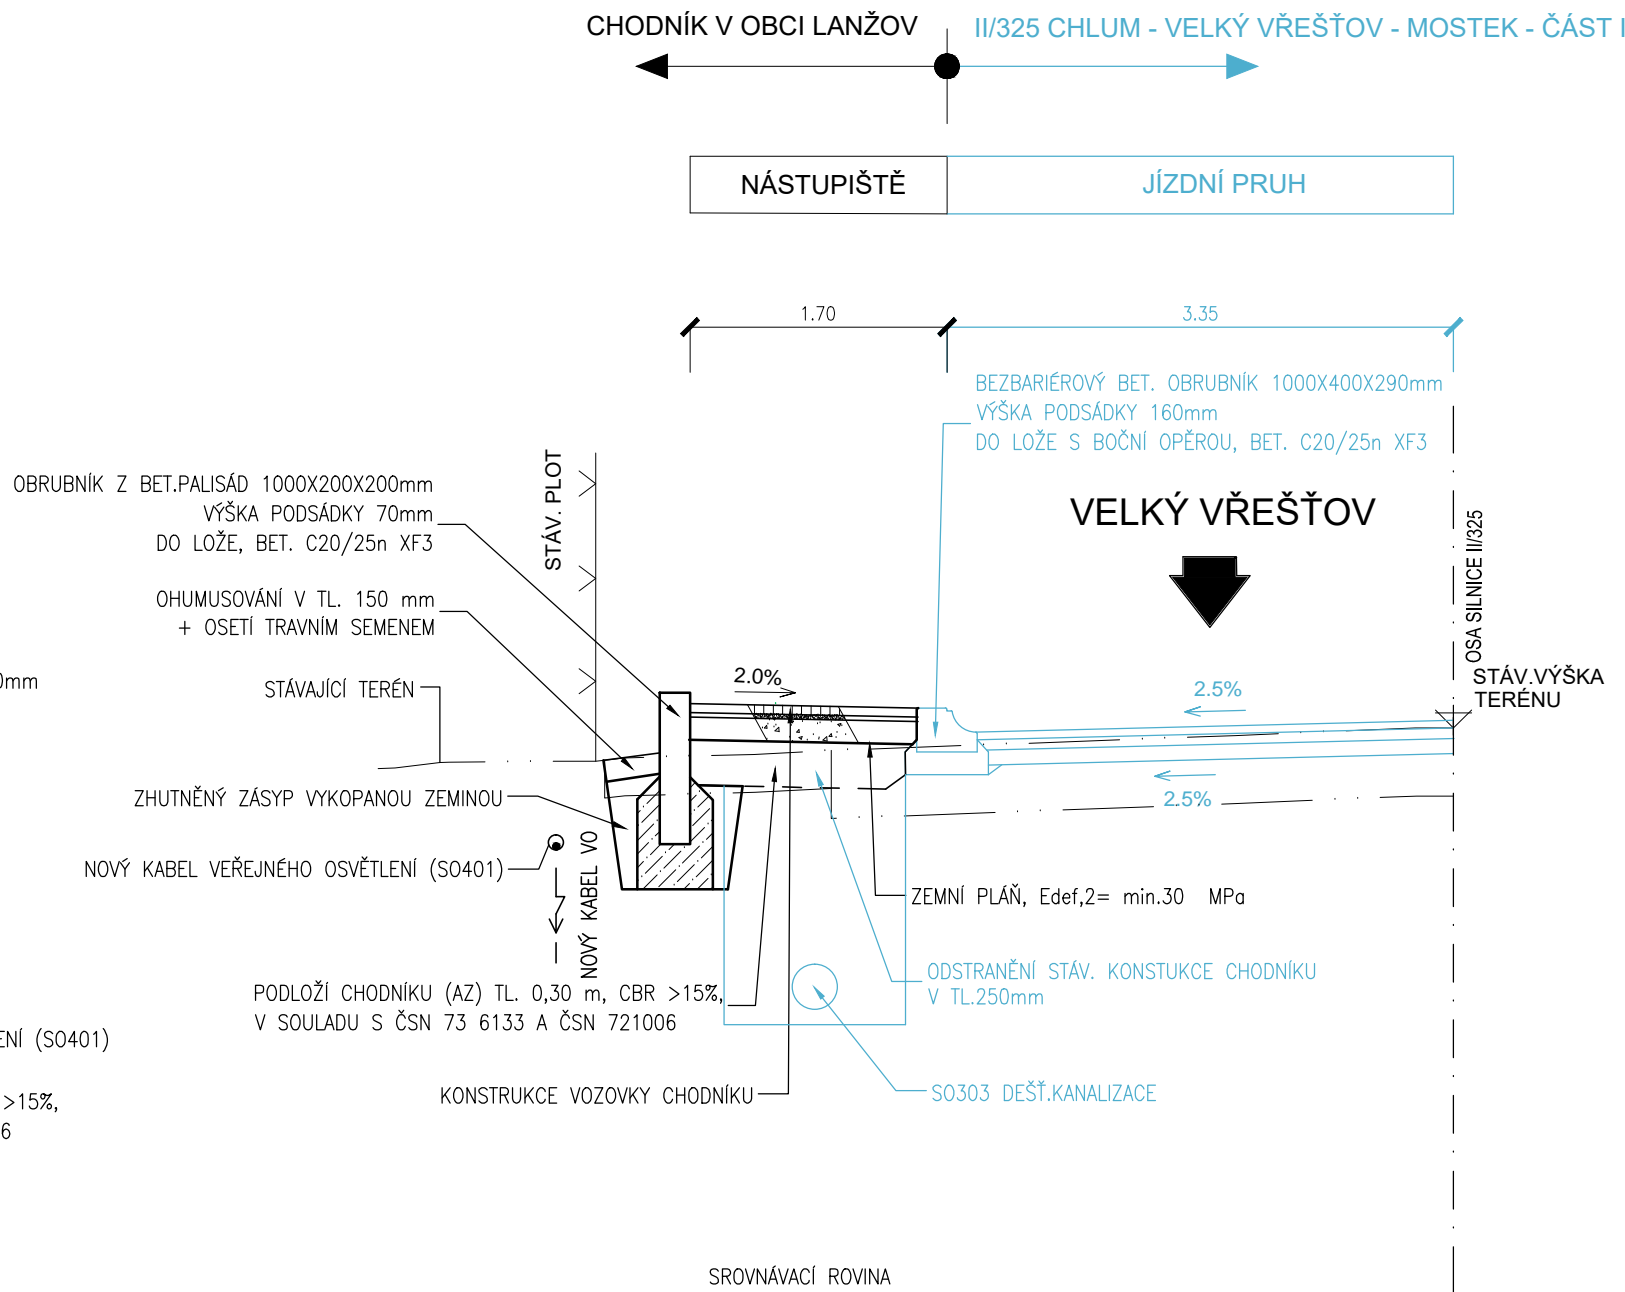 CHODNÍK V OBCI LANŽOV
II/325 CHLUM - VELKÝ VŘEŠŤOV - MOSTEK - ČÁST I
NÁSTUPIŠTĚ
JÍZDNÍ PRUH
1.70
3.35
BEZBARIÉROVÝ BET. OBRUBNÍK 1000X400X290mm
VÝŠKA PODSÁDKY 160mm
DO LOŽE S BOČNÍ OPĚROU, BET. C20/25n XF3
STÁV. PLOT
OBRUBNÍK Z BET.PALISÁD 1000X200X200mm
VÝŠKA PODSÁDKY 70mm
DO LOŽE, BET. C20/25n XF3
VELKÝ VŘEŠŤOV
OSA SILNICE II/325
OHUMUSOVÁNÍ V TL. 150 mm
+ OSETÍ TRAVNÍM SEMENEM
0mm
STÁVAJÍCÍ TERÉN
2.0%
2.5%
STÁV.VÝŠKA
TERÉNU
ZHUTNĚNÝ ZÁSYP VYKOPANOU ZEMINOU
2.5%
NOVÝ KABEL VEŘEJNÉHO OSVĚTLENÍ (SO401)
NOVÝ KABEL VO
ZEMNÍ PLÁŇ, Edef,2= min.30 MPa
ODSTRANĚNÍ STÁV. KONSTUKCE CHODNÍKU
V TL.250mm
PODLOŽÍ CHODNÍKU (AZ) TL. 0,30 m, CBR >15%,
V SOULADU S ČSN 73 6133 A ČSN 721006
ENÍ (SO401)
KONSTRUKCE VOZOVKY CHODNÍKU
SO303 DEŠŤ.KANALIZACE
>15%,
6
SROVNÁVACÍ ROVINA